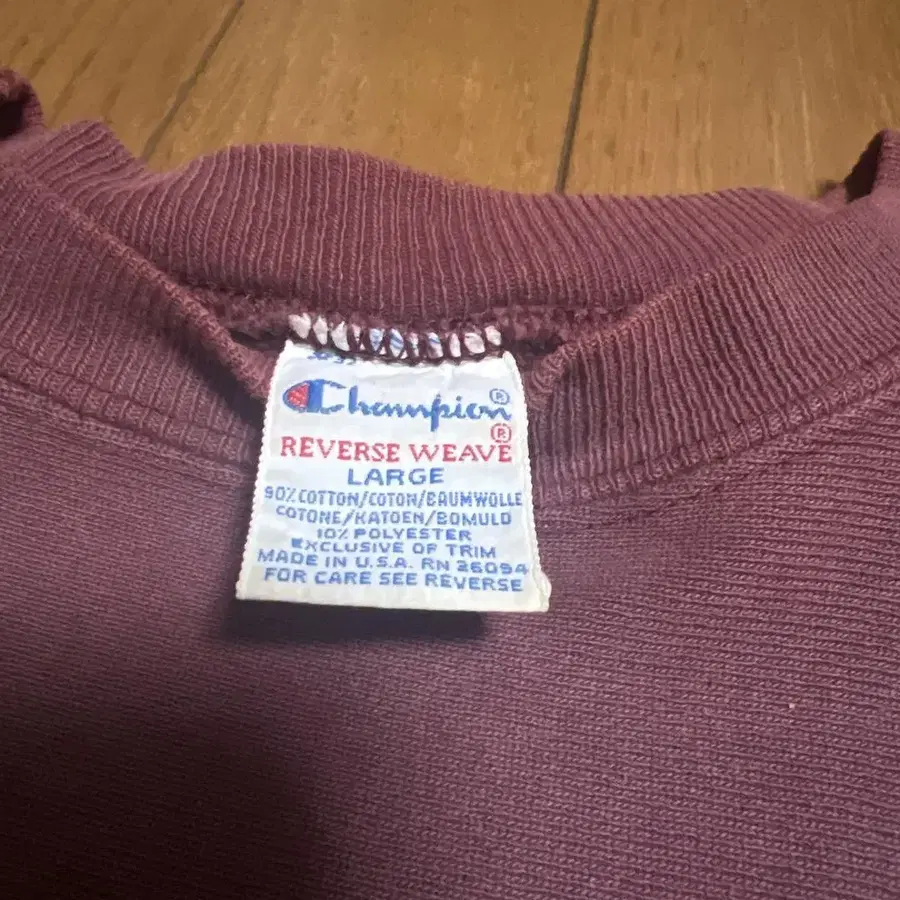 Champion®
REVERSE WEAVE®
LARGE
90% COTTON/COTON/BAUMWOLLE
COTONE/KATOEN/BOMULD
10% POLYESTER
EXCLUSIVE OF TRIM
MADE IN U.S.A. RN 26094
FOR CARE SEE REVERSE